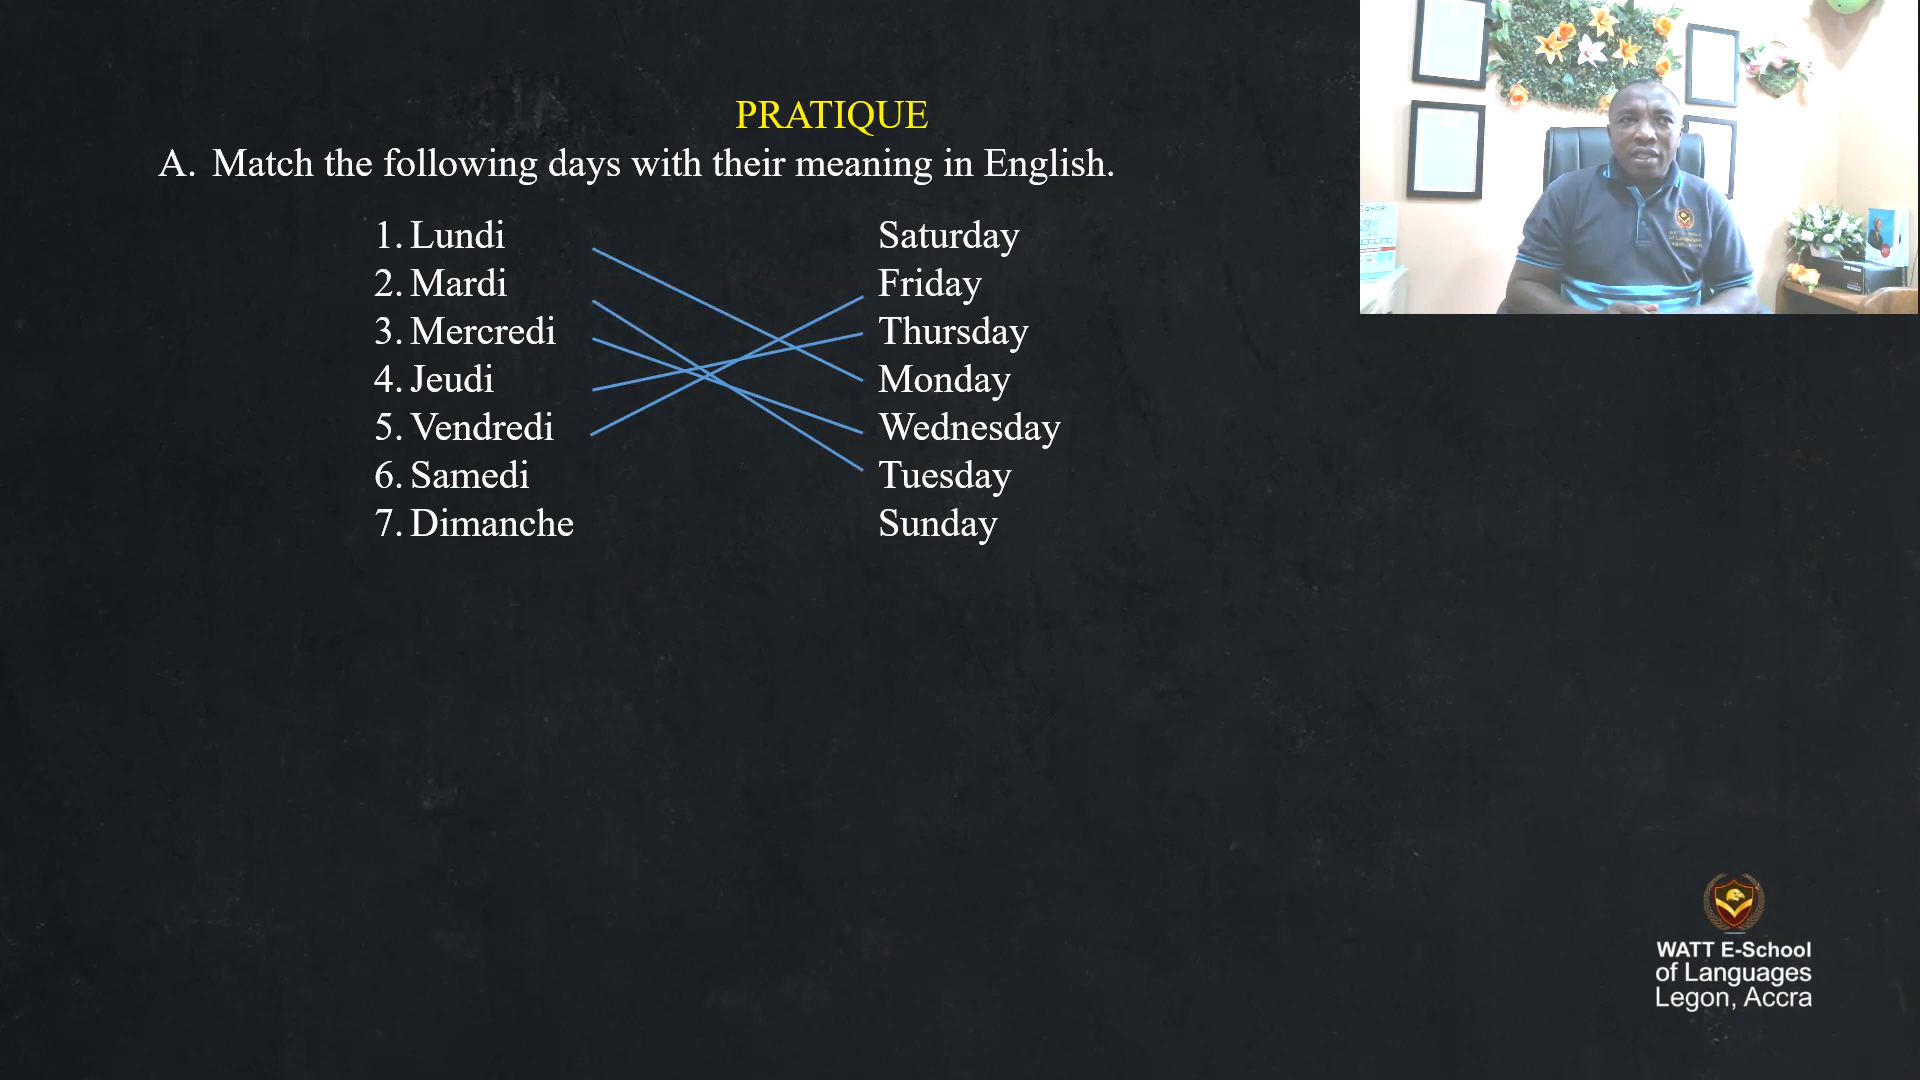 PRATIQUE
A. Match the following days with their meaning in English.
1. Lundi
2. Mardi
3. Mercredi
4. Jeudi
5. Vendredi
6. Samedi
7. Dimanche
Saturday
Friday
Thursday
Monday
Wednesday
Tuesday
Sunday
WATT E-School
of Languages
Legon, Accra